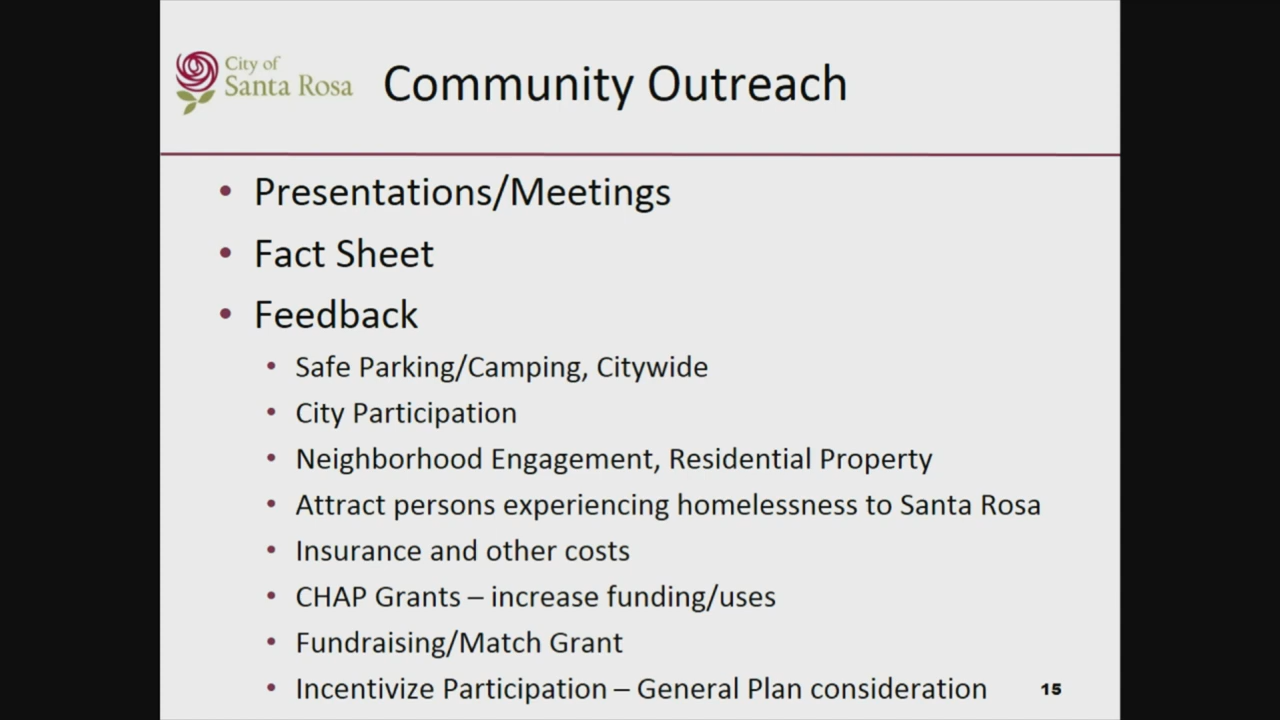 City of
Santa Rosa
Community Outreach
• Presentations/Meetings
• Fact Sheet
• Feedback
• Safe Parking/Camping, Citywide
• City Participation
• Neighborhood Engagement, Residential Property
• Attract persons experiencing homelessness to Santa Rosa
• Insurance and other costs
• CHAP Grants – increase funding/uses
• Fundraising/Match Grant
• Incentivize Participation – General Plan consideration
15